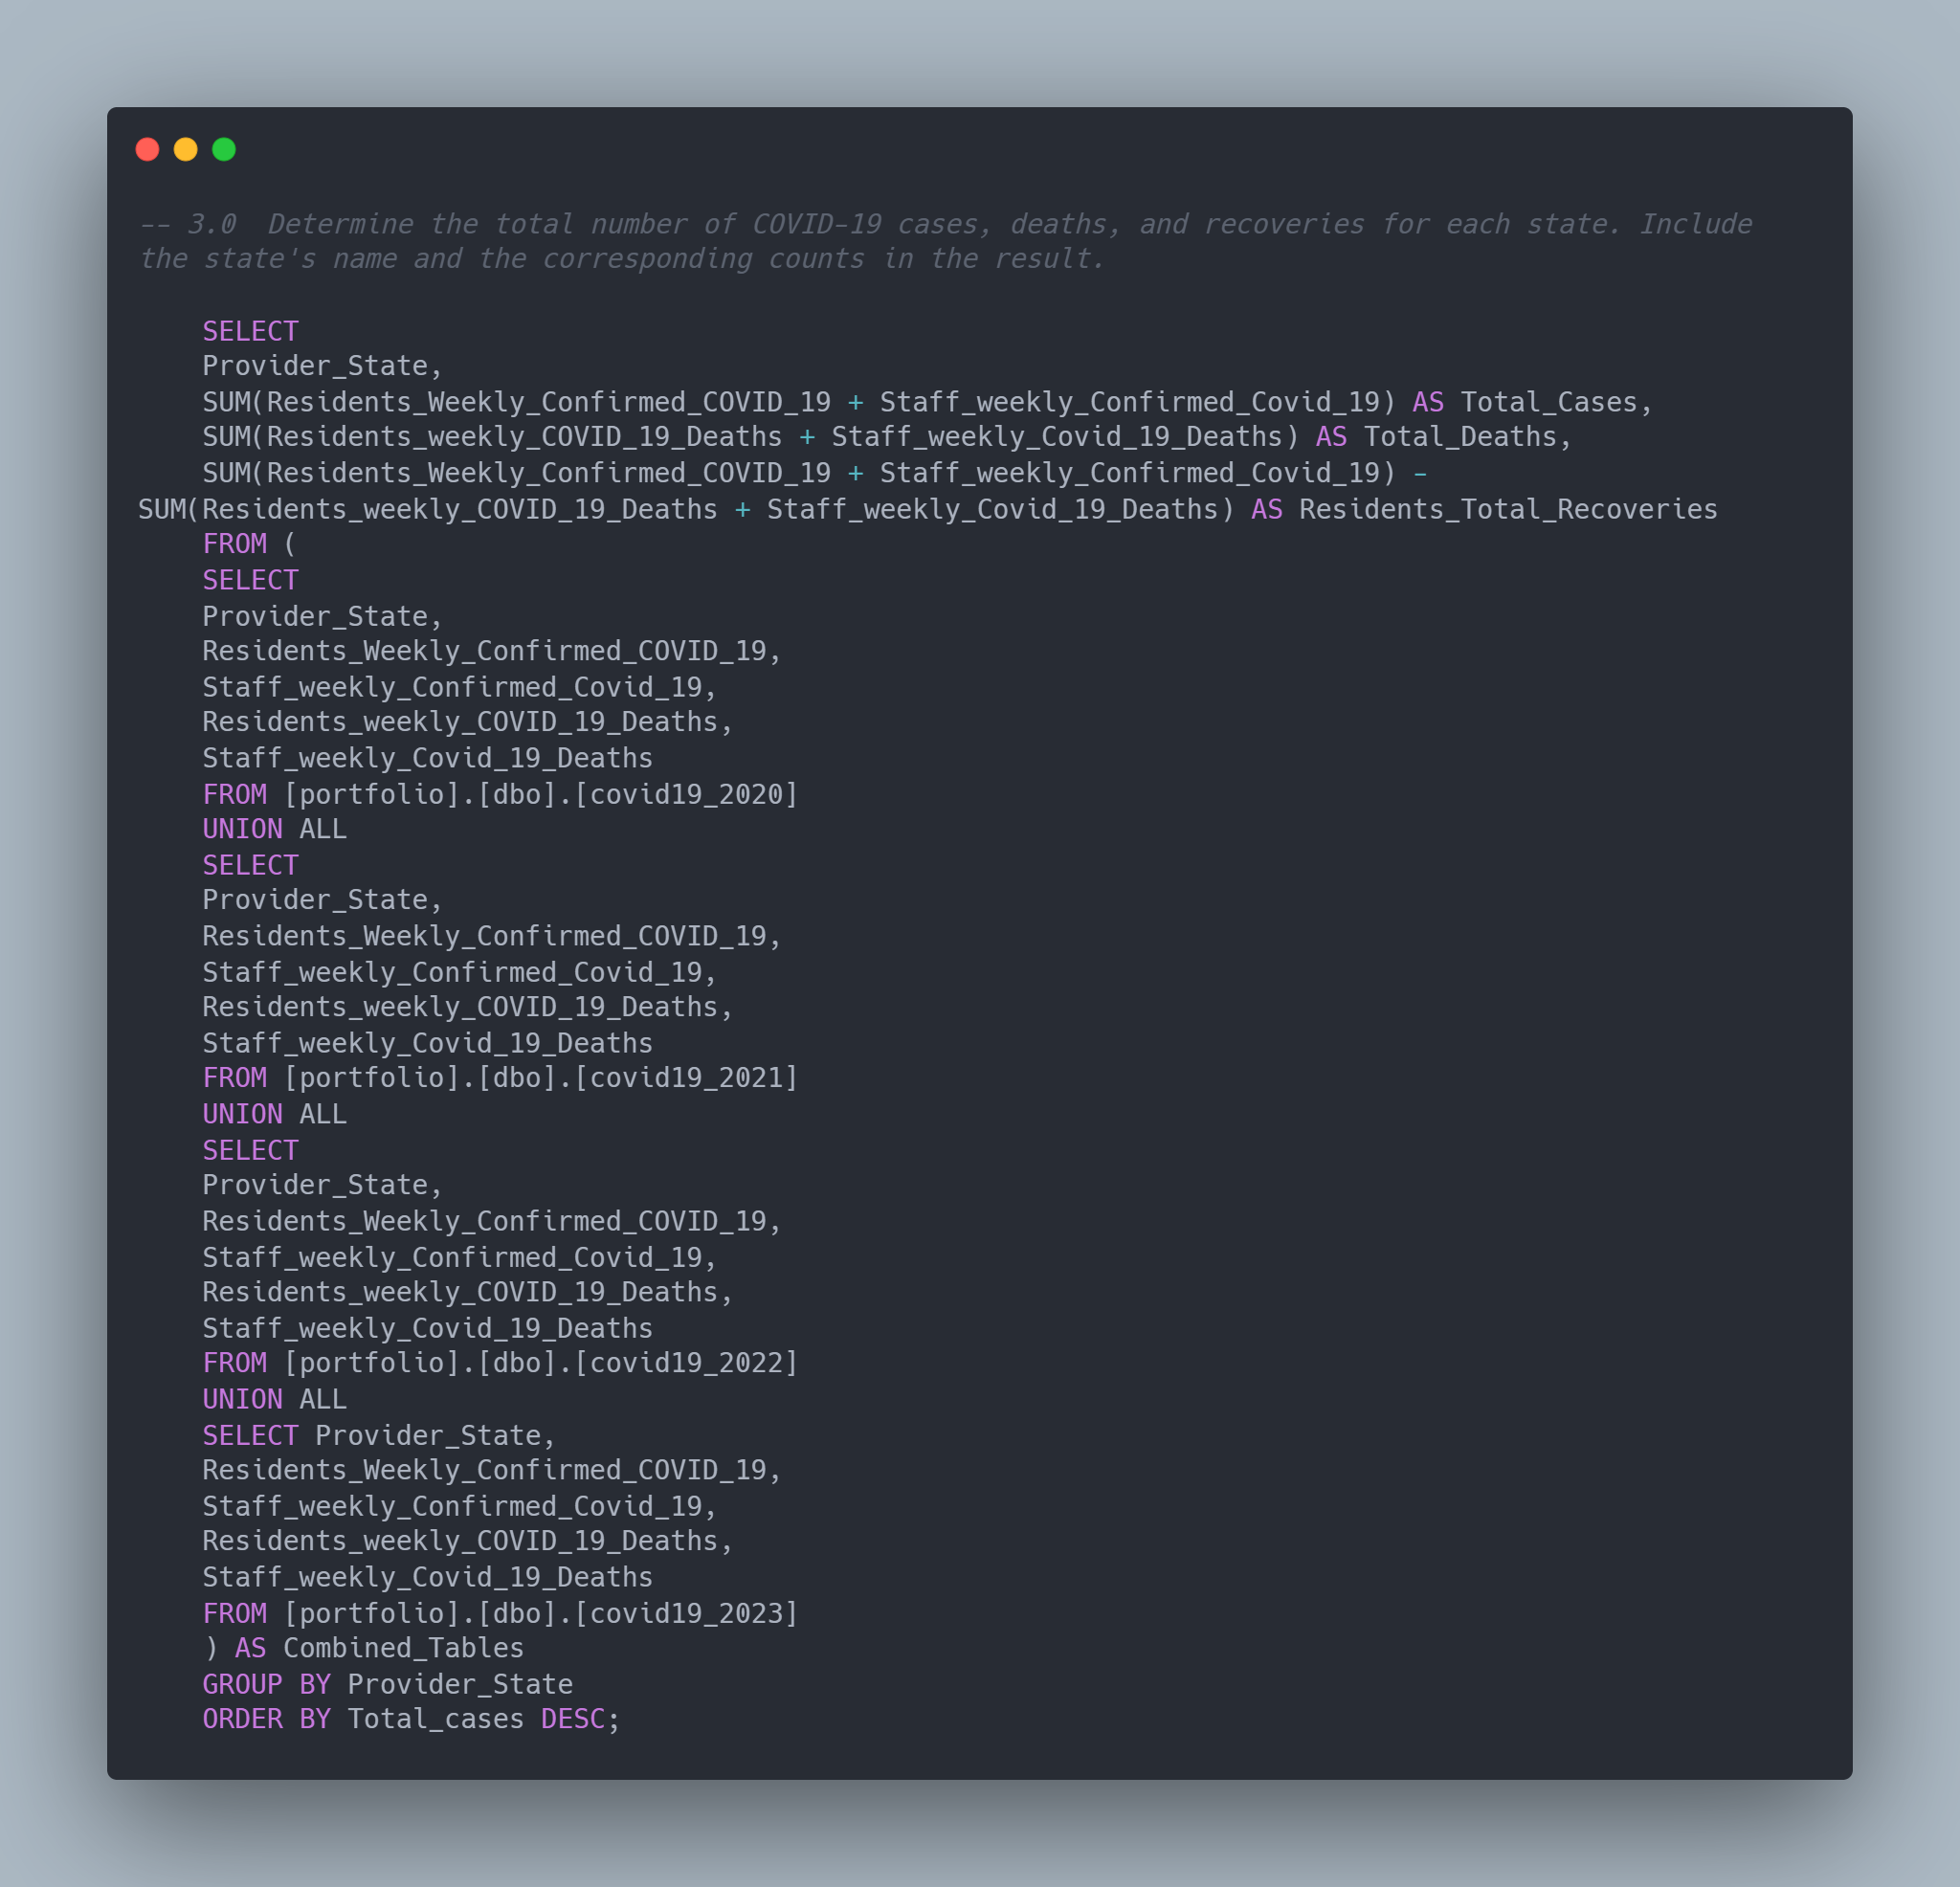 -- 3.0  Determine the total number of COVID-19 cases, deaths, and recoveries for each state. Include
the state's name and the corresponding counts in the result.

    SELECT
    Provider_State,
    SUM(Residents_Weekly_Confirmed_COVID_19 + Staff_weekly_Confirmed_Covid_19) AS Total_Cases,
    SUM(Residents_weekly_COVID_19_Deaths + Staff_weekly_Covid_19_Deaths) AS Total_Deaths,
    SUM(Residents_Weekly_Confirmed_COVID_19 + Staff_weekly_Confirmed_Covid_19) -
SUM(Residents_weekly_COVID_19_Deaths + Staff_weekly_Covid_19_Deaths) AS Residents_Total_Recoveries
    FROM (
    SELECT
    Provider_State,
    Residents_Weekly_Confirmed_COVID_19,
    Staff_weekly_Confirmed_Covid_19,
    Residents_weekly_COVID_19_Deaths,
    Staff_weekly_Covid_19_Deaths
    FROM [portfolio].[dbo].[covid19_2020]
    UNION ALL
    SELECT
    Provider_State,
    Residents_Weekly_Confirmed_COVID_19,
    Staff_weekly_Confirmed_Covid_19,
    Residents_weekly_COVID_19_Deaths,
    Staff_weekly_Covid_19_Deaths
    FROM [portfolio].[dbo].[covid19_2021]
    UNION ALL
    SELECT
    Provider_State,
    Residents_Weekly_Confirmed_COVID_19,
    Staff_weekly_Confirmed_Covid_19,
    Residents_weekly_COVID_19_Deaths,
    Staff_weekly_Covid_19_Deaths
    FROM [portfolio].[dbo].[covid19_2022]
    UNION ALL
    SELECT Provider_State,
    Residents_Weekly_Confirmed_COVID_19,
    Staff_weekly_Confirmed_Covid_19,
    Residents_weekly_COVID_19_Deaths,
    Staff_weekly_Covid_19_Deaths
    FROM [portfolio].[dbo].[covid19_2023]
    ) AS Combined_Tables
    GROUP BY Provider_State
    ORDER BY Total_cases DESC;